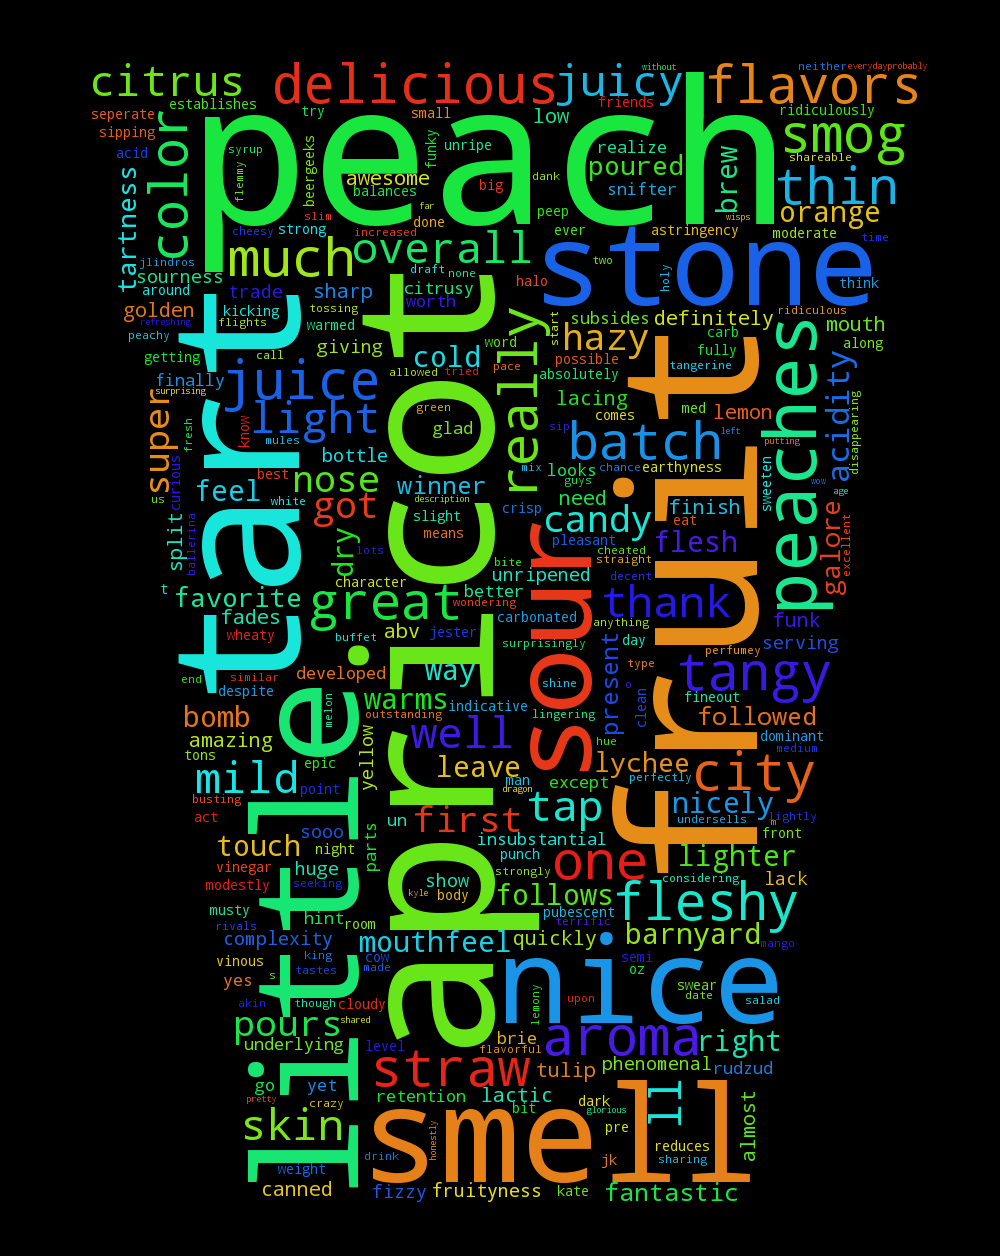 without
neither everydayprobably
citrus delicious juicy flavors
establishes friends
seperate try small low ridiculously
sipping color peach smog
acid syrup beergeeks funky unripe realize shareable
flemmy awesome dank poured brew thin
tartness balances big snifter
slim far done peep wisps orange
cheesy strong increased ever astringency moderate time
much overall stone
jlindros draft none two holy think
sourness citrusy halo
around trade sharp worth
golden kicking tossing start subsides definitely ridiculous
refreshing flights warmed word hazy carb mouth
peachy giving really fully along
getting call cold pace possible tangerine
finally allowed tried absolutely
surprising juice lacing acidity disappearing
super tart apricot green comes med lemon peaches
fresh know light glad sip batch left
mules bottle mix chance earthyness putting
curious best nose winner looks guys sweeten wow
us feel white description need age
got slight crisp candy finish galore
split means pleasant eat flesh excellent
ballerina dry lots bite cheated
t character unripened straight
favorite great better wondering decent thank
fades abv jester carbonated anything funk
wheaty buffet surprisingly day serving
end similar developed way sour present perfumey
despite shine type tangy
melon warms indicative o fineout
bomb outstanding lingering clean followed
amazing yellow well hue dominant
tons epic leave lychee medium
mild man except perfectly city
busting point dragon nicely
act sooo un first tap undersells lightly
touch night parts insubstantial m front
vinegar huge punch one lighter
modestly seeking show strongly considering lack
musty kyle body follows fleshy
rivals hint room pubescent terrific
complexity mouthfeel quickly barnyard mango
vinous king cow semi
yes tastes made oz
s little fruit swear
akin though cloudy lemony upon nice date salad
pours shared brie aroma right
underlying level flavorful
go yet straw tulip phenomenal rudzud
pretty crazy retention lactic
skin bit dark glorious ll almost
pre
honestly smell reduces
weight drink jk sharing
canned fizzy fruityness kate fantastic